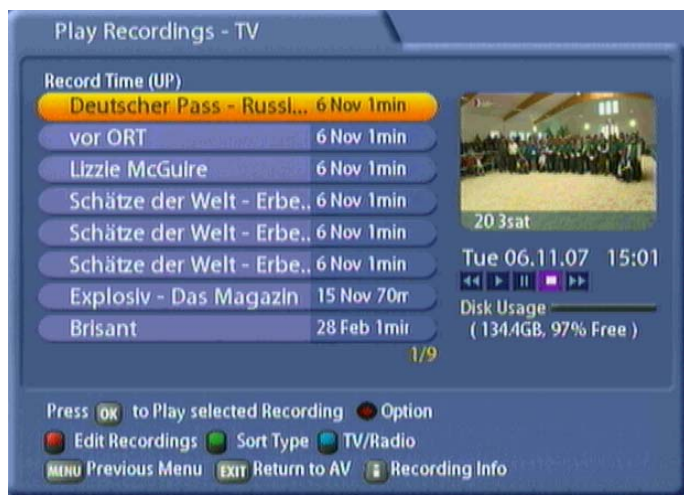 Play Recordings - TV
Record Time (UP)
Deutscher Pass - Russl... 6 Nov 1min
vor ORT 6 Nov 1min
Lizzie McGuire 6 Nov 1min
Schätze der Welt - Erbe.. 6 Nov 1min
Schätze der Welt - Erbe.. 6 Nov 1min
Schätze der Welt - Erbe.. 6 Nov 1min
Explosiv - Das Magazin 15 Nov 70m
Brisant 28 Feb 1min
1/9
20 3sat
Tue 06.11.07 15:01
Disk Usage
( 134.4GB, 97% Free )
Press OK to Play selected Recording Option
Edit Recordings Sort Type TV/Radio
MENU Previous Menu EXIT Return to AV i Recording Info